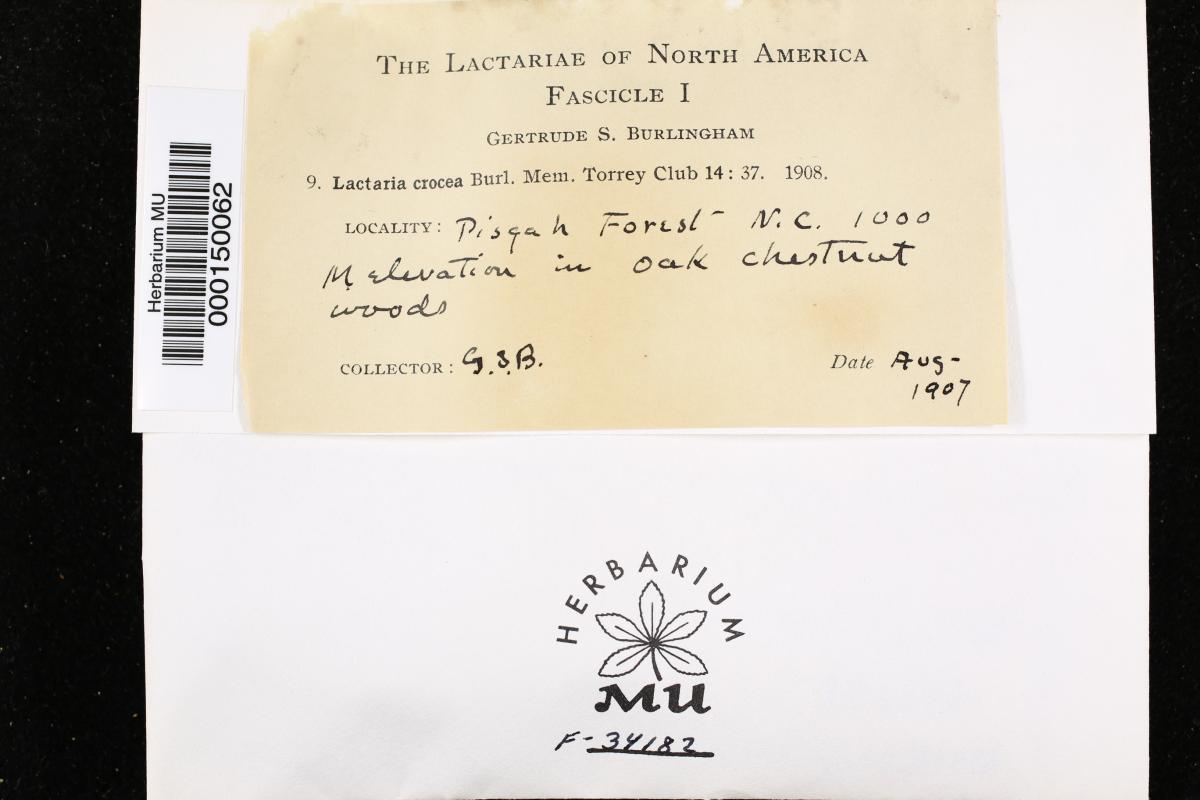 THE LACTARIAE OF NORTH AMERICA
FASCICLE I
GERTRUDE S. BURLINGHAM
9. Lactaria crocea Burl. Mem. Torrey Club 14: 37. 1908.
LOCALITY: Pisgah Forest N.C. 1000
M elevation in oak chestnut
woods
COLLECTOR: G.S.B.
Date Aug-
1907
Herbarium MU
000150062
HERBARIUM
MU
F-34182